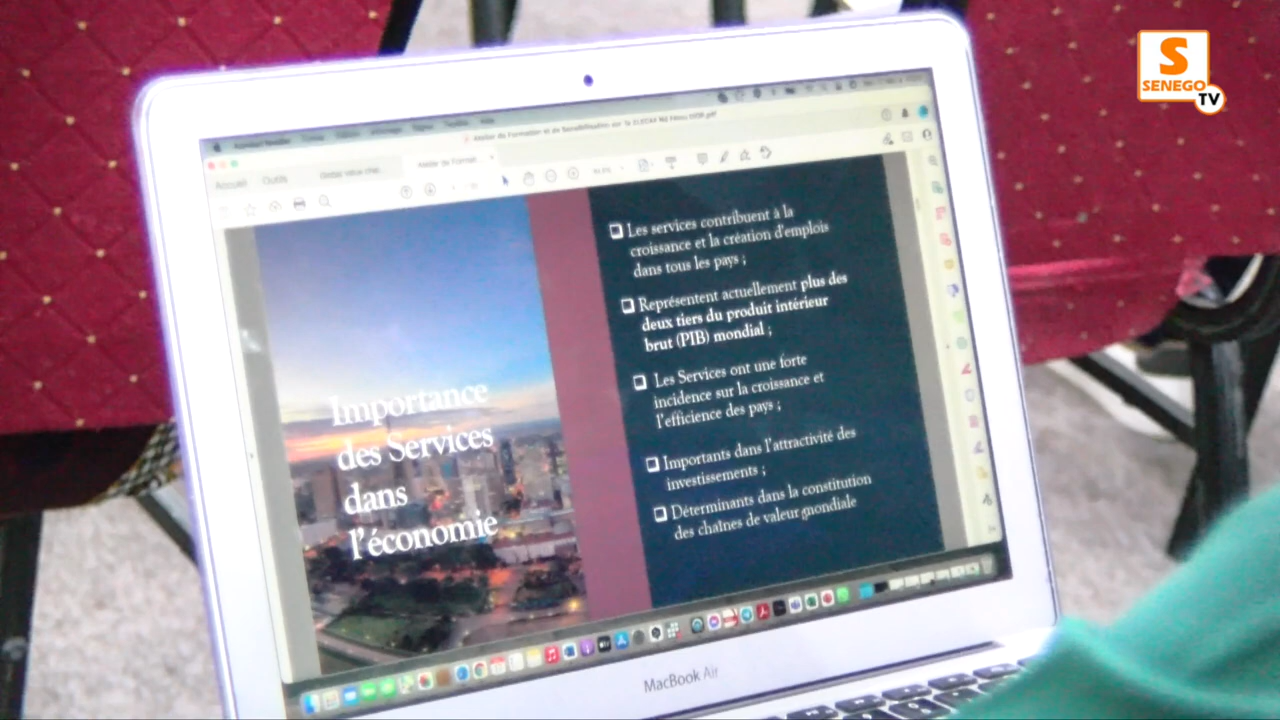 S
SENEGO
TV
Accueil
Outils
Importance
des Services
dans
l'économie
Les services contribuent à la
croissance et la création d'emplois
dans tous les pays ;
Représentent actuellement plus des
deux tiers du produit intérieur
brut (PIB) mondial ;
Les Services ont une forte
incidence sur la croissance et
l'efficience des pays ;
Importants dans l'attractivité des
investissements ;
Déterminants dans la constitution
des chaînes de valeur mondiale
MacBook Air